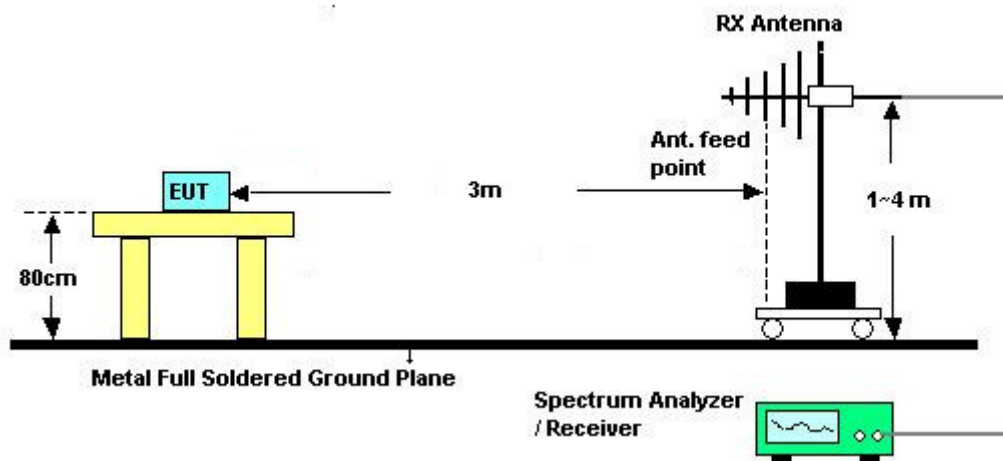 RX Antenna
Ant. feed
point
EUT
3m
1~4 m
80cm
Metal Full Soldered Ground Plane
Spectrum Analyzer
/ Receiver